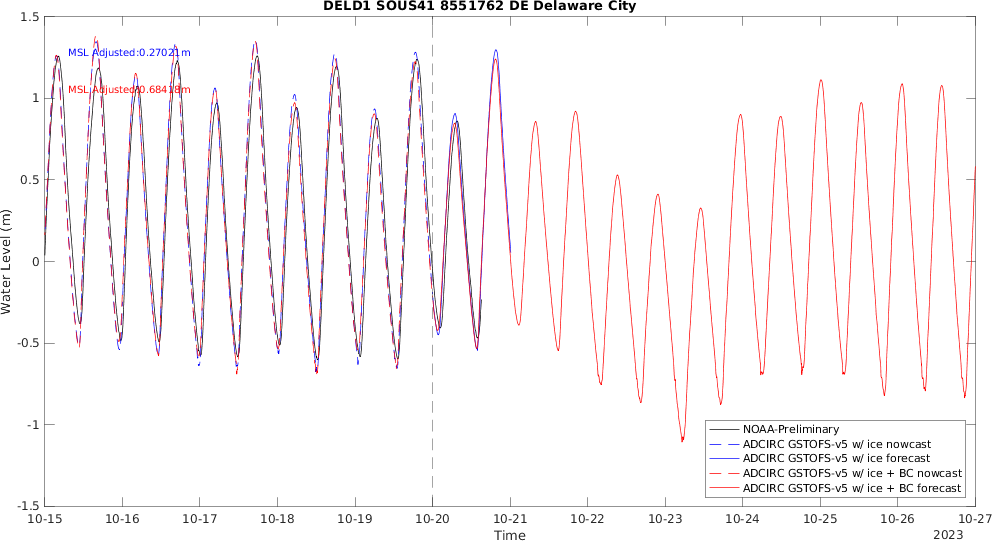 DELD1 SOUS41 8551762 DE Delaware City
1.5
MSL Adjusted:0.27021m
MSL Adjusted:0.68418m
1
0.5
0
-0.5
-1
-1.5
Water Level (m)
NOAA-Preliminary
ADCIRC GSTOFS-v5 w/ ice nowcast
ADCIRC GSTOFS-v5 w/ ice forecast
ADCIRC GSTOFS-v5 w/ ice + BC nowcast
ADCIRC GSTOFS-v5 w/ ice + BC forecast
10-15 10-16 10-17 10-18 10-19 10-20 10-21 10-22 10-23 10-24 10-25 10-26 10-27
Time
2023